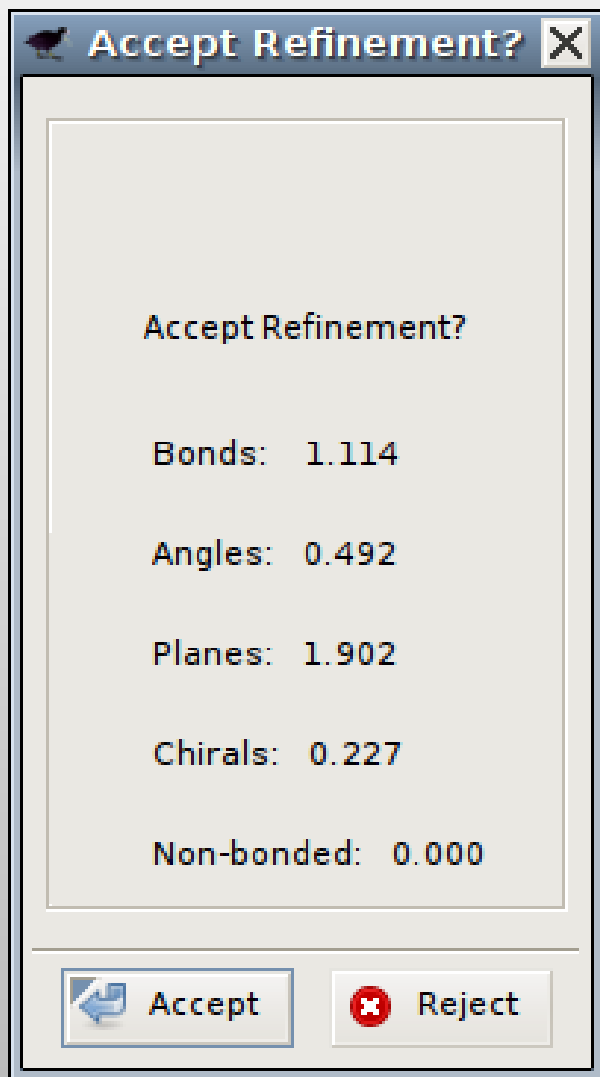 Accept Refinement?
Accept Refinement?
Bonds: 1.114
Angles: 0.492
Planes: 1.902
Chirals: 0.227
Non-bonded: 0.000
Accept Reject